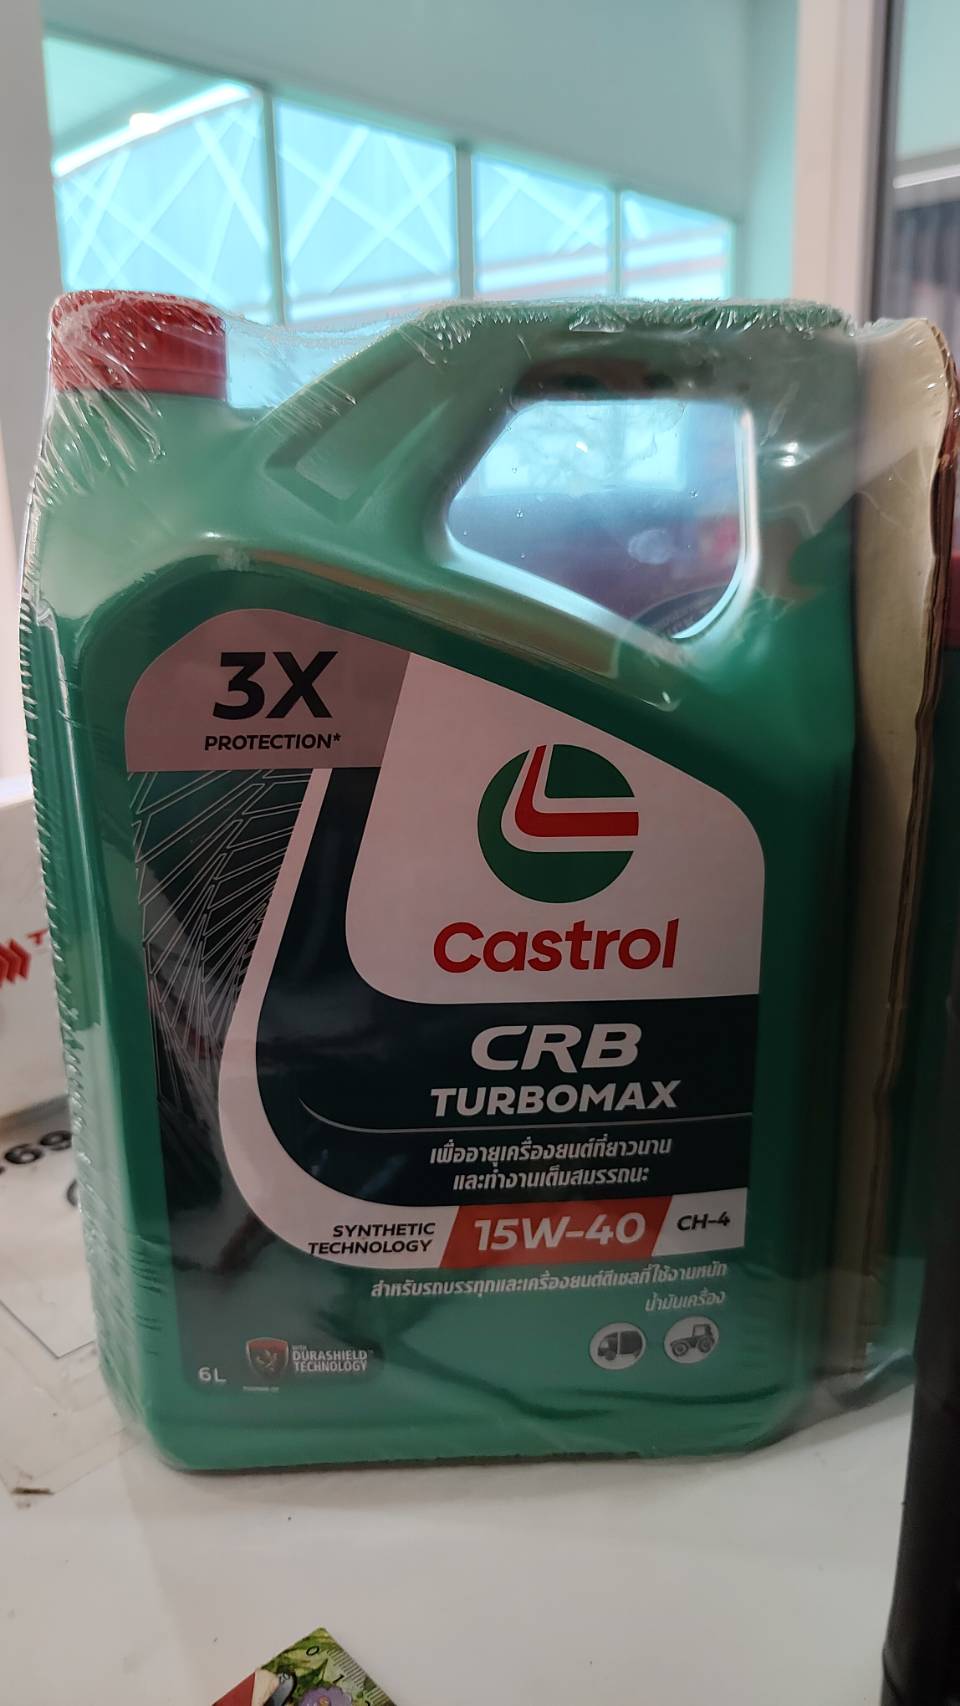 3X
PROTECTION*
Castrol
CRB
TURBOMAX
เพื่ออายุเครื่องยนต์ที่ยาวนาน
และทำงานเต็มสมรรถนะ
SYNTHETIC
TECHNOLOGY
15W-40
CH-4
สำหรับรถบรรทุกและเครื่องยนต์ดีเซลที่ใช้งานหนัก
น้ำมันเครื่อง
6L
WITH
DURASHIELD™
TECHNOLOGY